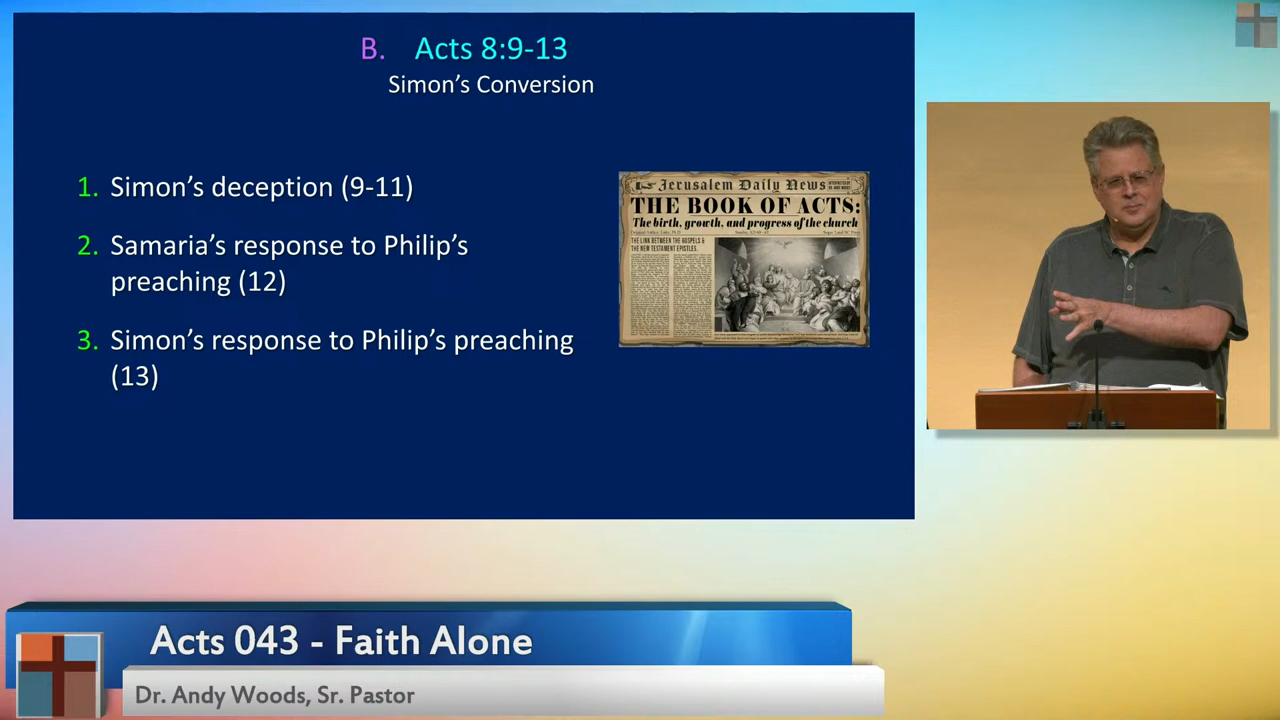 B. Acts 8:9-13
Simon's Conversion
1. Simon's deception (9-11)
2. Samaria's response to Philip's
preaching (12)
3. Simon's response to Philip's preaching
(13)
Jerusalem Daily News
THE BOOK OF ACTS:
The birth, growth, and progress of the church
THE LINK BETWEEN THE GOSPELS &
THE NEW TESTAMENT EPISTLES.
Acts 043 - Faith Alone
Dr. Andy Woods, Sr. Pastor